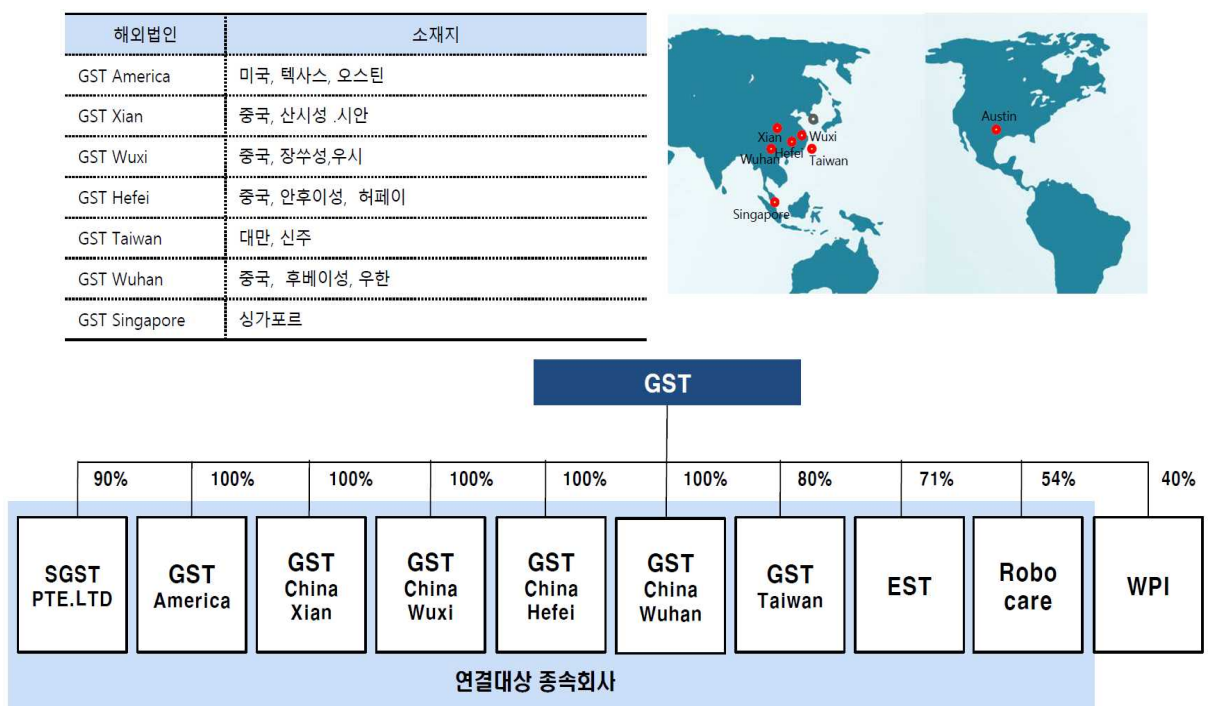 해외법인 소재지
GST America 미국, 텍사스, 오스틴
GST Xian 중국, 산시성 .시안
GST Wuxi 중국, 장쑤성,우시
GST Hefei 중국, 안후이성, 허페이
GST Taiwan 대만, 신주
GST Wuhan 중국, 후베이성, 우한
GST Singapore 싱가포르
Austin
Xian
Wuxi
Hefei
Wuhan
Taiwan
Singapore
GST
90% 100% 100% 100% 100% 100% 80% 71% 54% 40%
SGST
PTE.LTD
GST
America
GST
China
Xian
GST
China
Wuxi
GST
China
Hefei
GST
China
Wuhan
GST
Taiwan
EST
Robo
care
WPI
연결대상 종속회사